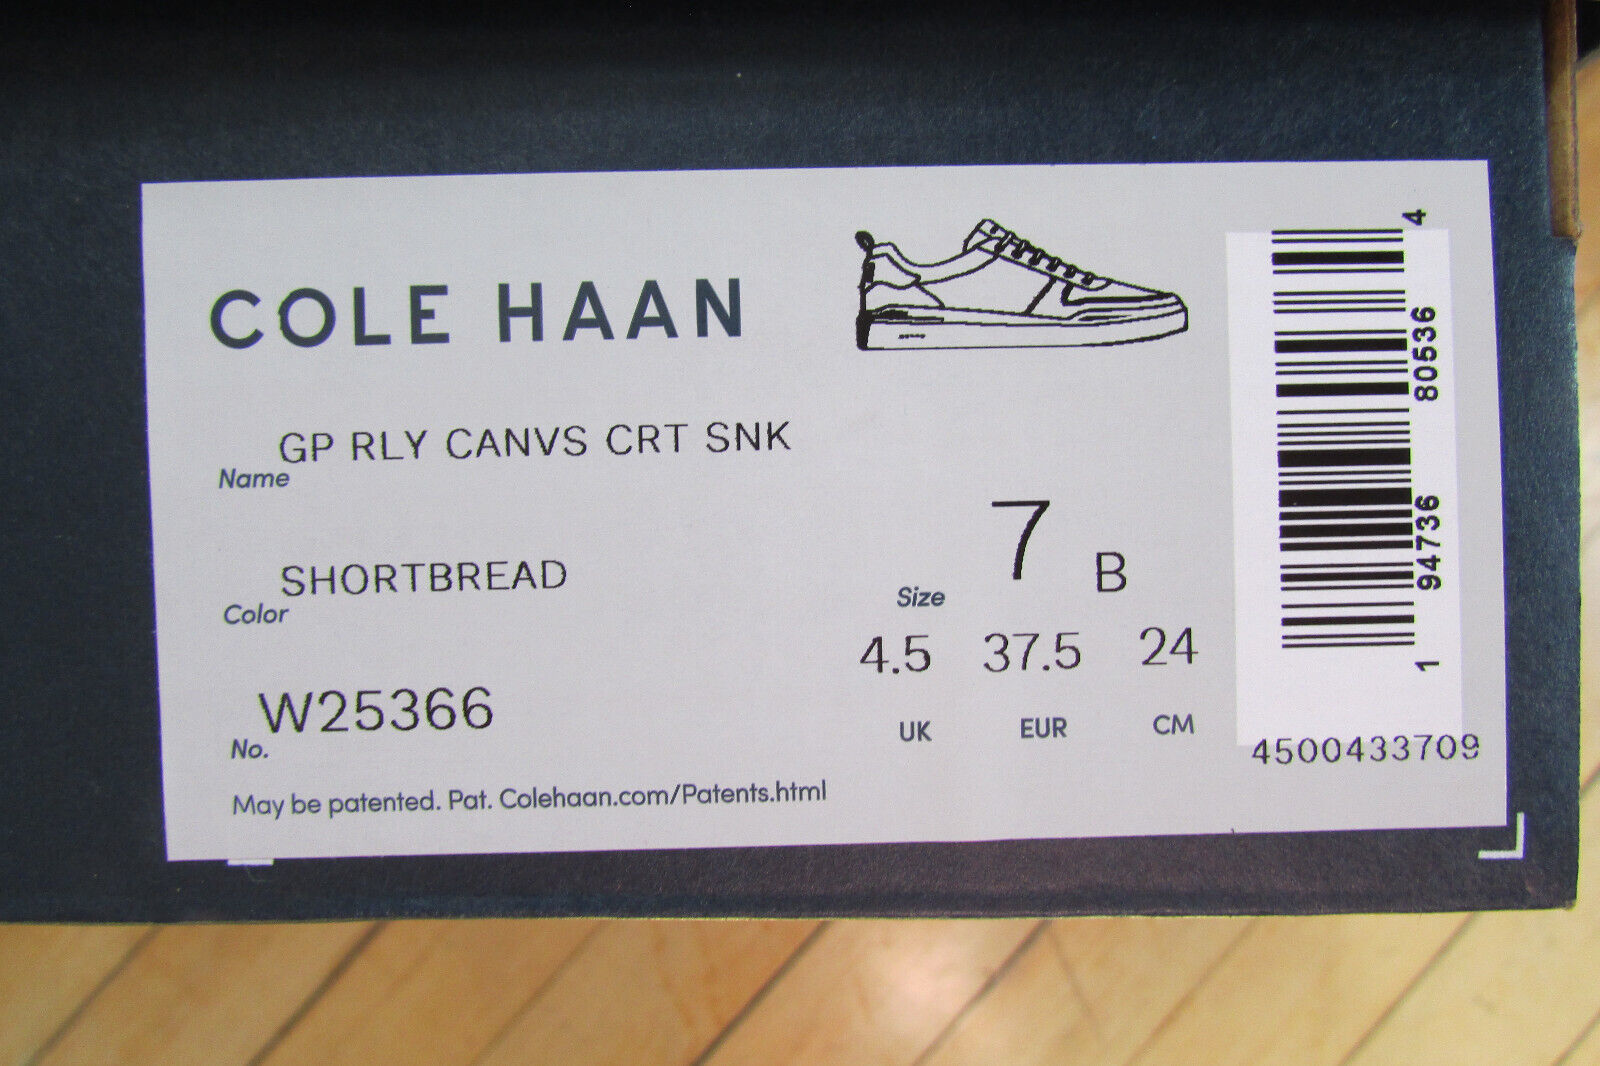 COLE HAAN
GP RLY CANVS CRT SNK
Name
SHORTBREAD
Color
W25366
No.
May be patented. Pat. Colehaan.com/Patents.html
7 B
Size
4.5 37.5 24
UK EUR CM
1 94736 80536 4
4500433709